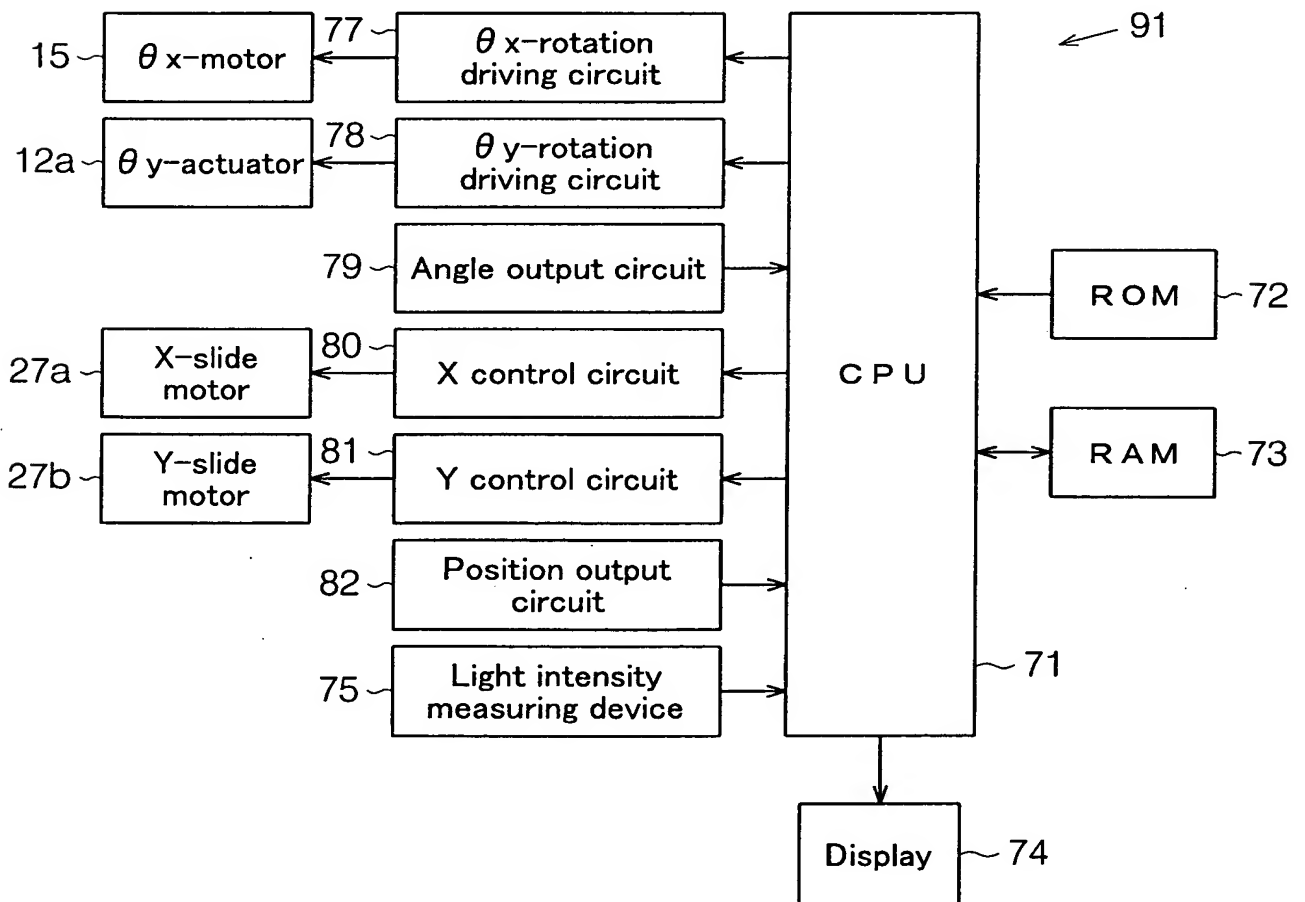 91
15
θ x-motor
77
θ x-rotation
driving circuit
12a
θ y-actuator
78
θ y-rotation
driving circuit
79
Angle output circuit
27a
X-slide
motor
80
X control circuit
27b
Y-slide
motor
81
Y control circuit
82
Position output
circuit
75
Light intensity
measuring device
CPU
71
ROM
72
RAM
73
Display
74